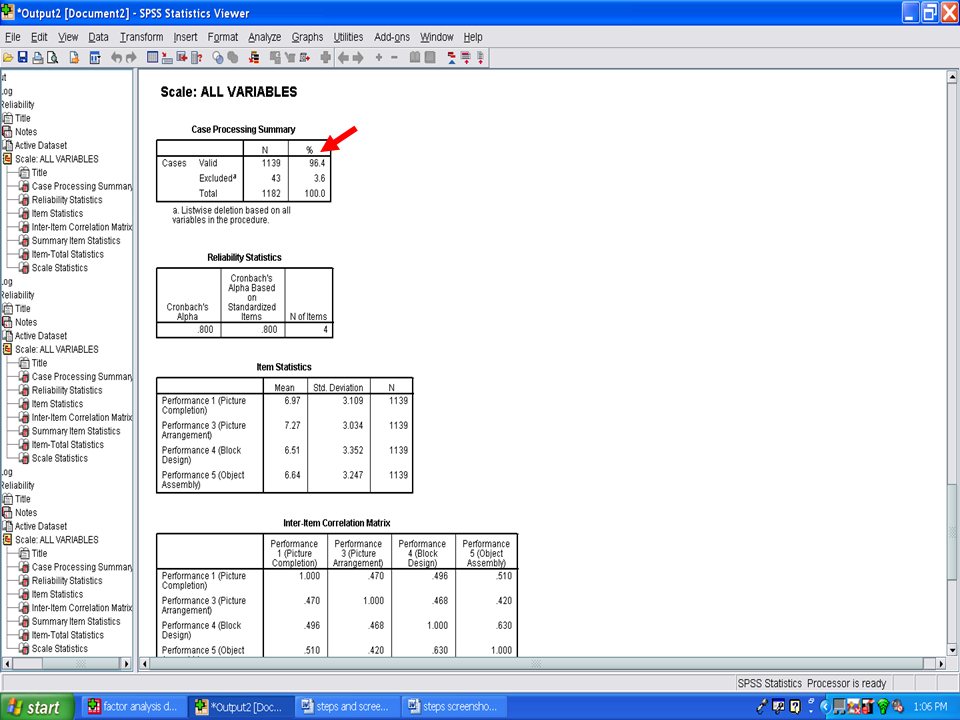 *Output2 [Document2] - SPSS Statistics Viewer
File Edit View Data Transform Insert Format Analyze Graphs Utilities Add-ons Window Help
Log
Reliability
Title
Notes
Active Dataset
Scale: ALL VARIABLES
Title
Case Processing Summary
Reliability Statistics
Item Statistics
Inter-Item Correlation Matrix
Summary Item Statistics
Item-Total Statistics
Scale Statistics
Log
Reliability
Title
Notes
Active Dataset
Scale: ALL VARIABLES
Title
Case Processing Summary
Reliability Statistics
Item Statistics
Inter-Item Correlation Matrix
Summary Item Statistics
Item-Total Statistics
Scale Statistics
Log
Reliability
Title
Notes
Active Dataset
Scale: ALL VARIABLES
Title
Case Processing Summary
Reliability Statistics
Item Statistics
Inter-Item Correlation Matrix
Summary Item Statistics
Item-Total Statistics
Scale Statistics
Scale: ALL VARIABLES
Case Processing Summary
N %
Cases Valid 1139 96.4
Excludedª 43 3.6
Total 1182 100.0
a. Listwise deletion based on all
variables in the procedure.
Reliability Statistics
Cronbach's
Alpha
Cronbach's
Alpha Based
on
Standardized
Items
N of Items
.800 .800 4
Item Statistics
Mean Std. Deviation N
Performance 1 (Picture 6.97 3.109 1139
Completion)
Performance 3 (Picture 7.27 3.034 1139
Arrangement)
Performance 4 (Block 6.51 3.352 1139
Design)
Performance 5 (Object 6.64 3.247 1139
Assembly)
Inter-Item Correlation Matrix
Performance Performance Performance Performance
1 (Picture 3 (Picture 4 (Block 5 (Object
Completion) Arrangement) Design) Assembly)
Performance 1 (Picture 1.000 .470 .496 .510
Completion)
Performance 3 (Picture .470 1.000 .468 .420
Arrangement)
Performance 4 (Block .496 .468 1.000 .630
Design)
Performance 5 (Object .510 .420 .630 1.000
SPSS Statistics Processor is ready
start factor analysis d... *Output2 [Doc... steps and scree... steps screensho... 1:06 PM